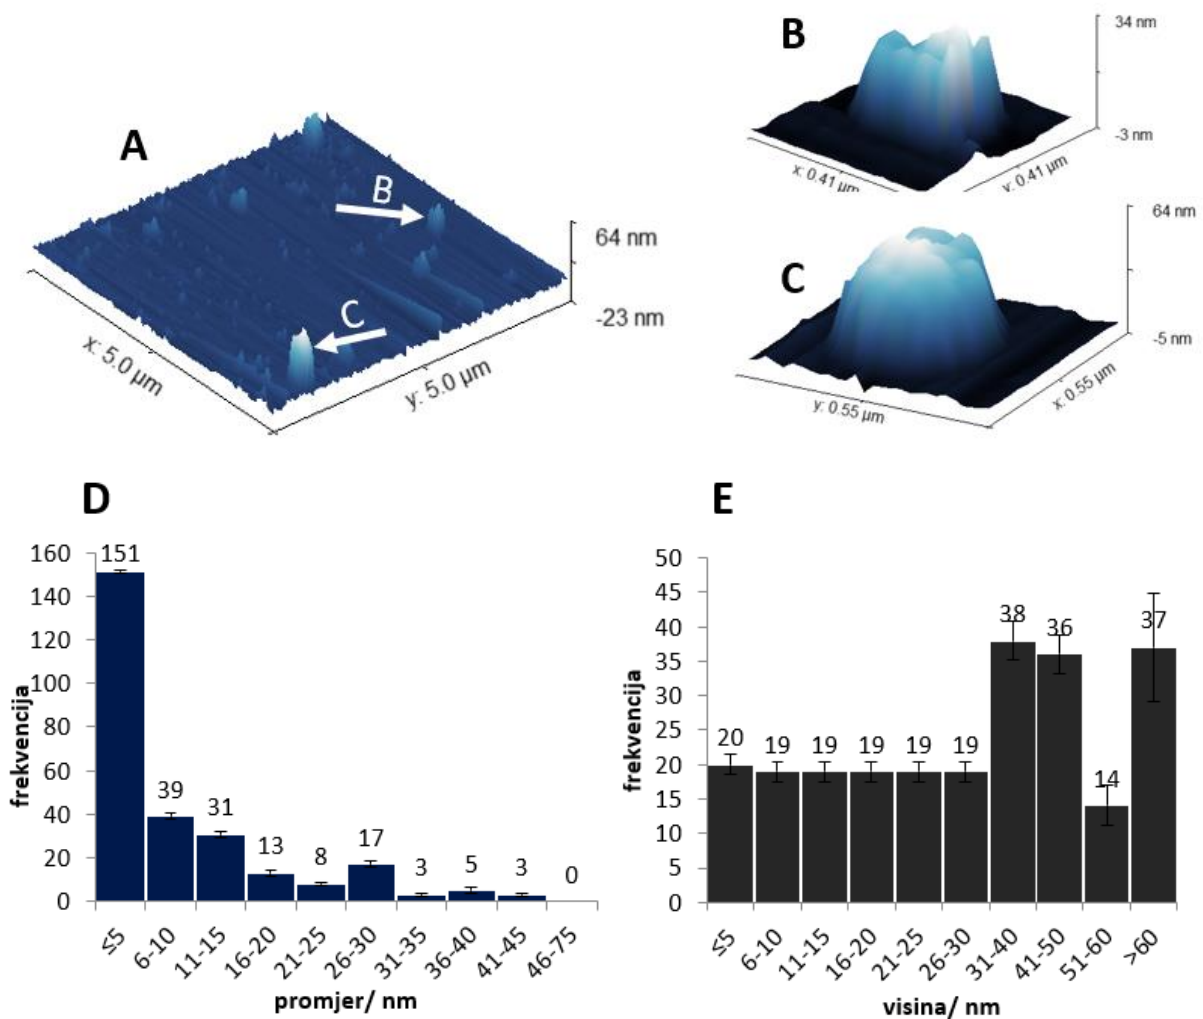 A
B
C
64 nm
-23 nm
x: 5.0 µm
y: 5.0 µm
B
34 nm
-3 nm
x: 0.41 µm
y: 0.41 µm
C
64 nm
-5 nm
y: 0.55 µm
x: 0.55 µm
D
160
140
120
100
80
60
40
20
0
frekvencija
151
39
31
13
8
17
3
5
3
0
≤5
6-10
11-15
16-20
21-25
26-30
31-35
36-40
41-45
46-75
promjer/ nm
E
50
45
40
35
30
25
20
15
10
5
0
frekvencija
20
19
19
19
19
19
38
36
14
37
≤5
6-10
11-15
16-20
21-25
26-30
31-40
41-50
51-60
>60
visina/ nm